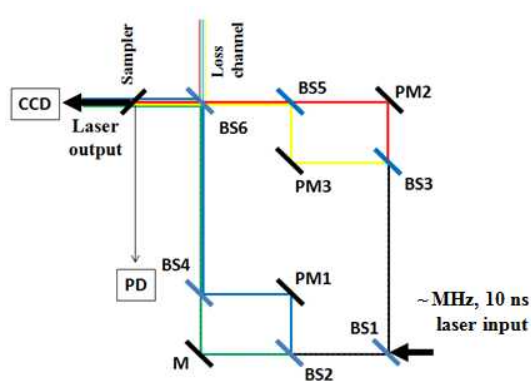 Sampler
Loss
channel
CCD
Laser
output
BS6
BS5
PM2
PM3
BS3
PD
BS4
PM1
M
BS2
BS1
~ MHz, 10 ns
laser input